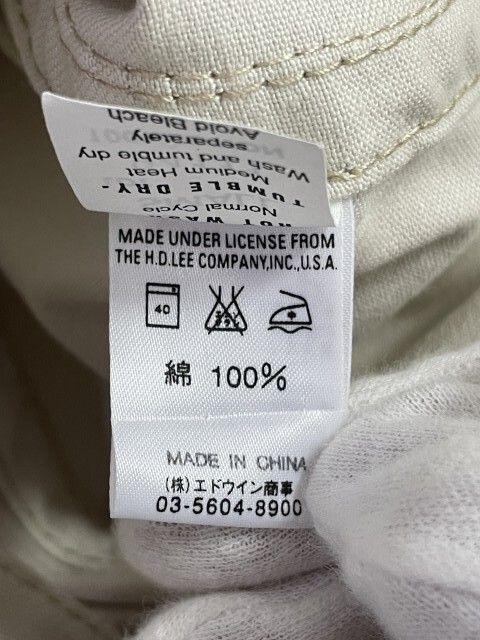 HOT WASH
Normal Cycle
TUMBLE DRY-
Medium Heat
Wash and tumble dry
separately
Avoid Bleach
MADE UNDER LICENSE FROM
THE H.D.LEE COMPANY,INC.,U.S.A.
40
綿 100%
MADE IN CHINA
(株)エドウイン商事
03-5604-8900